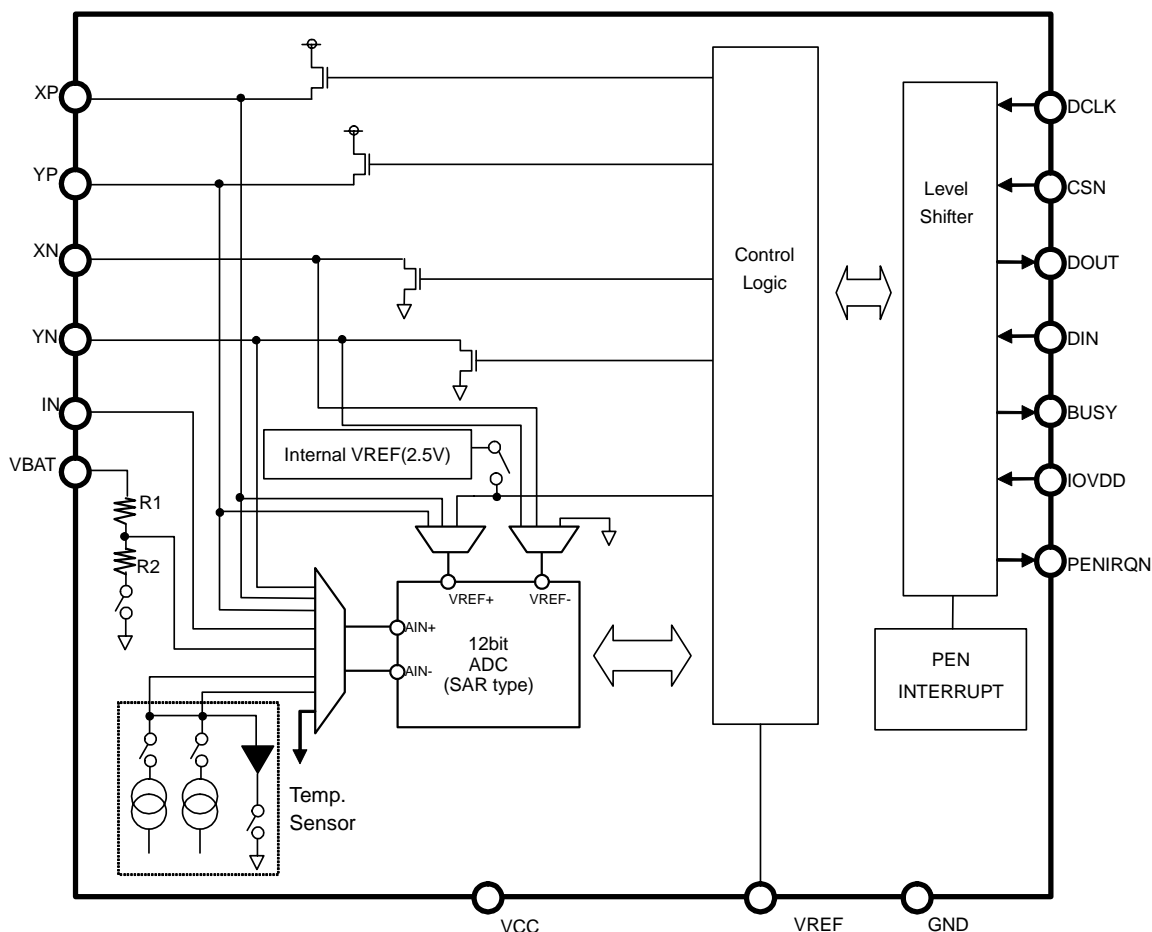 XP
YP
XN
YN
IN
VBAT
R1
R2
Internal VREF(2.5V)
VREF+
VREF-
AIN+
AIN-
12bit
ADC
(SAR type)
Temp.
Sensor
Control
Logic
Level
Shifter
PEN
INTERRUPT
DCLK
CSN
DOUT
DIN
BUSY
IOVDD
PENIRQN
VCC
VREF
GND